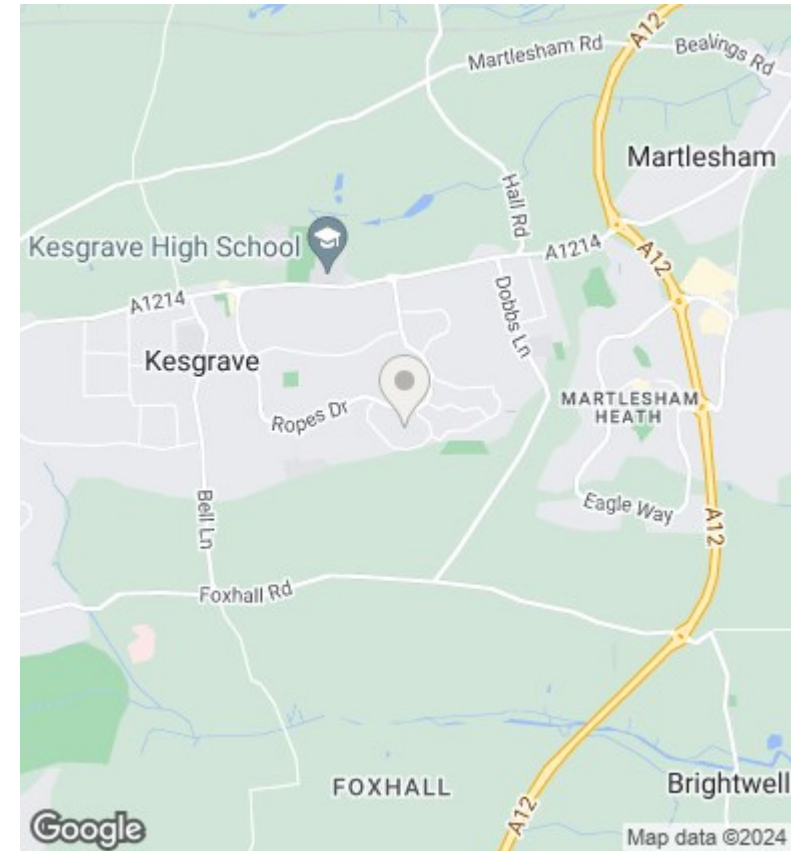 A12
Martlesham Rd
Bealings Rd
Martlesham
Hall Rd
Kesgrave High School
A1214
A12
A1214
Dobbs Ln
Kesgrave
MARTLESHAM
HEATH
Ropes Dr
Eagle Way
Bell Ln
A12
Foxhall Rd
FOXHALL
Brightwell
A12
Google
Map data ©2024